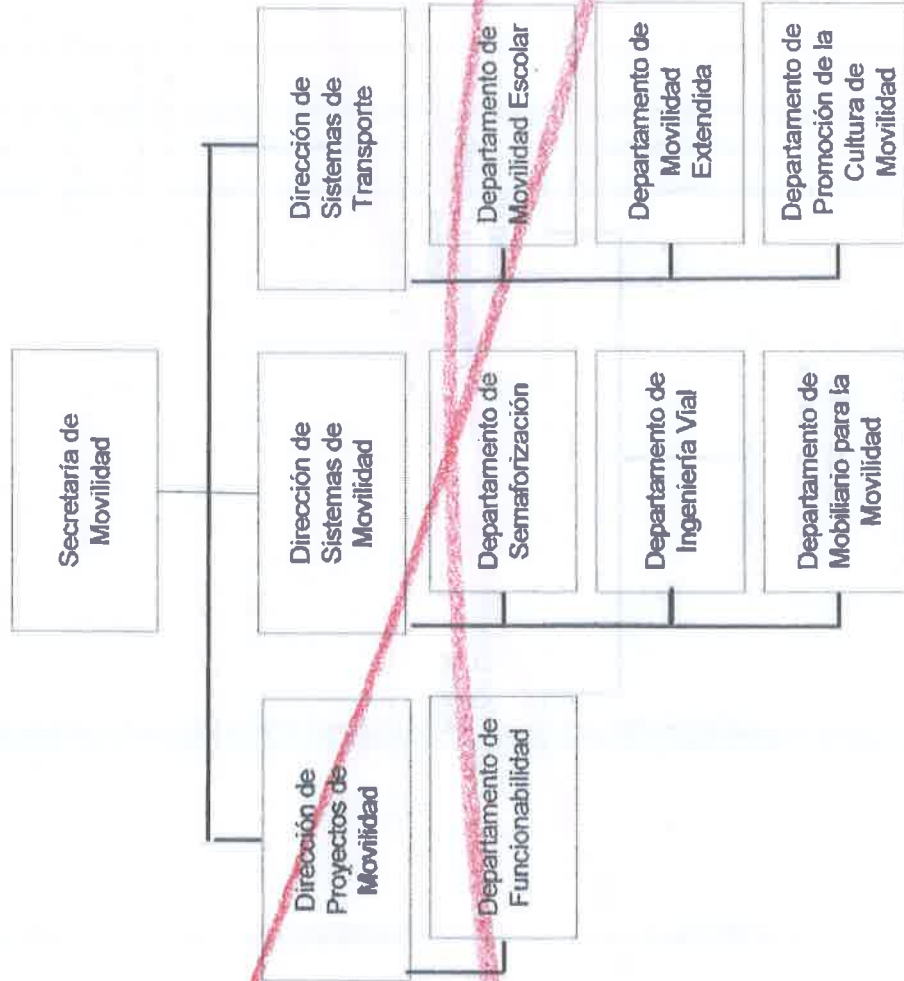 Secretaría de
Movilidad
Dirección de
Proyectos de
Movilidad
Departamento de
Funcionabilidad
Dirección de
Sistemas de
Movilidad
Departamento de
Semaforización
Departamento de
Ingeniería Vial
Departamento de
Mobiliario para la
Movilidad
Dirección de
Sistemas de
Transporte
Departamento de
Movilidad Escolar
Departamento de
Movilidad
Extendida
Departamento de
Promoción de la
Cultura de
Movilidad